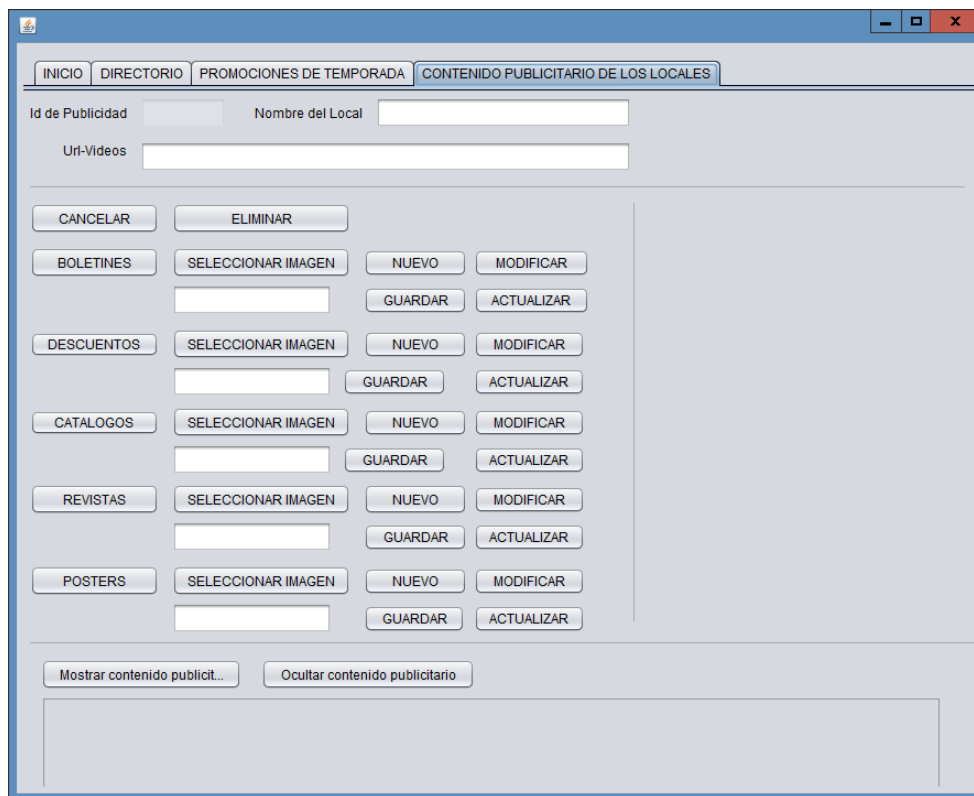 INICIO DIRECTORIO PROMOCIONES DE TEMPORADA CONTENIDO PUBLICITARIO DE LOS LOCALES
Id de Publicidad Nombre del Local
Url-Videos
CANCELAR ELIMINAR
BOLETINES SELECCIONAR IMAGEN NUEVO MODIFICAR
GUARDAR ACTUALIZAR
DESCUENTOS SELECCIONAR IMAGEN NUEVO MODIFICAR
GUARDAR ACTUALIZAR
CATALOGOS SELECCIONAR IMAGEN NUEVO MODIFICAR
GUARDAR ACTUALIZAR
REVISTAS SELECCIONAR IMAGEN NUEVO MODIFICAR
GUARDAR ACTUALIZAR
POSTERS SELECCIONAR IMAGEN NUEVO MODIFICAR
GUARDAR ACTUALIZAR
Mostrar contenido publicit... Ocultar contenido publicitario